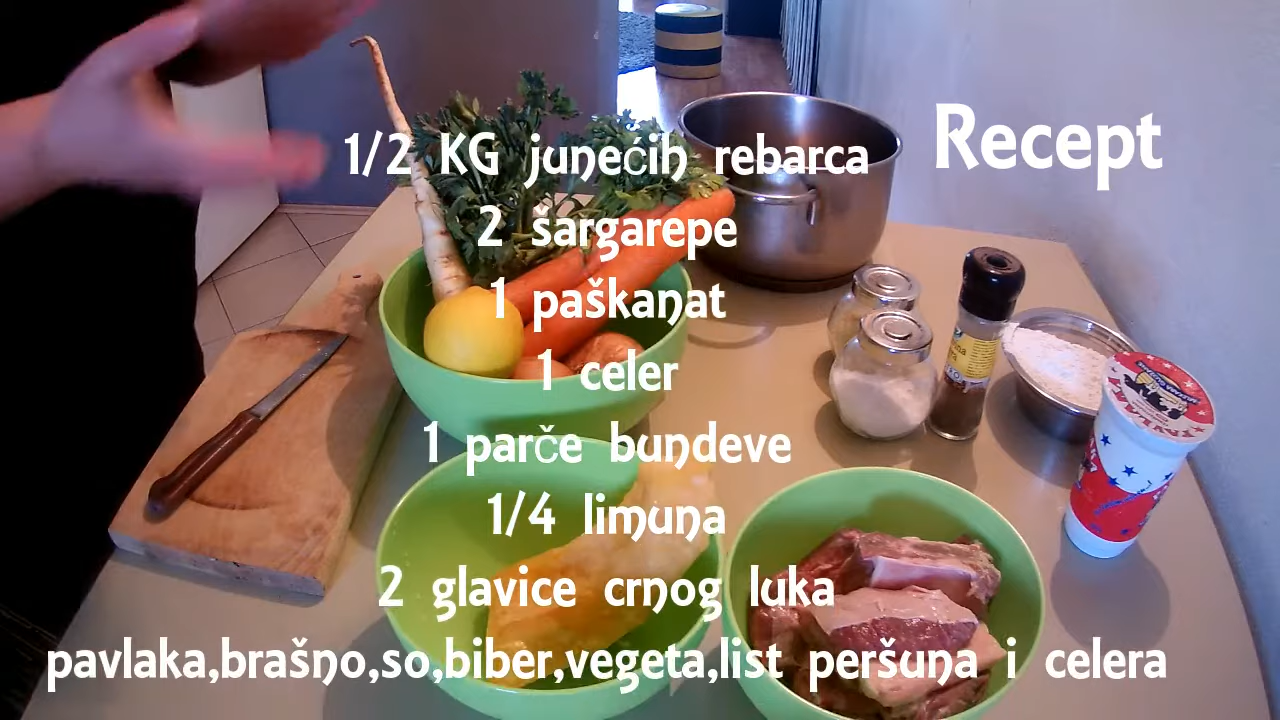 Recept
1/2 KG junećih rebarca
2 šargarepe
1 paškanat
1 celer
1 parče bundeve
1/4 limuna
2 glavice crnog luka
pavlaka,brašno,so,biber,vegeta,list peršuna i celera